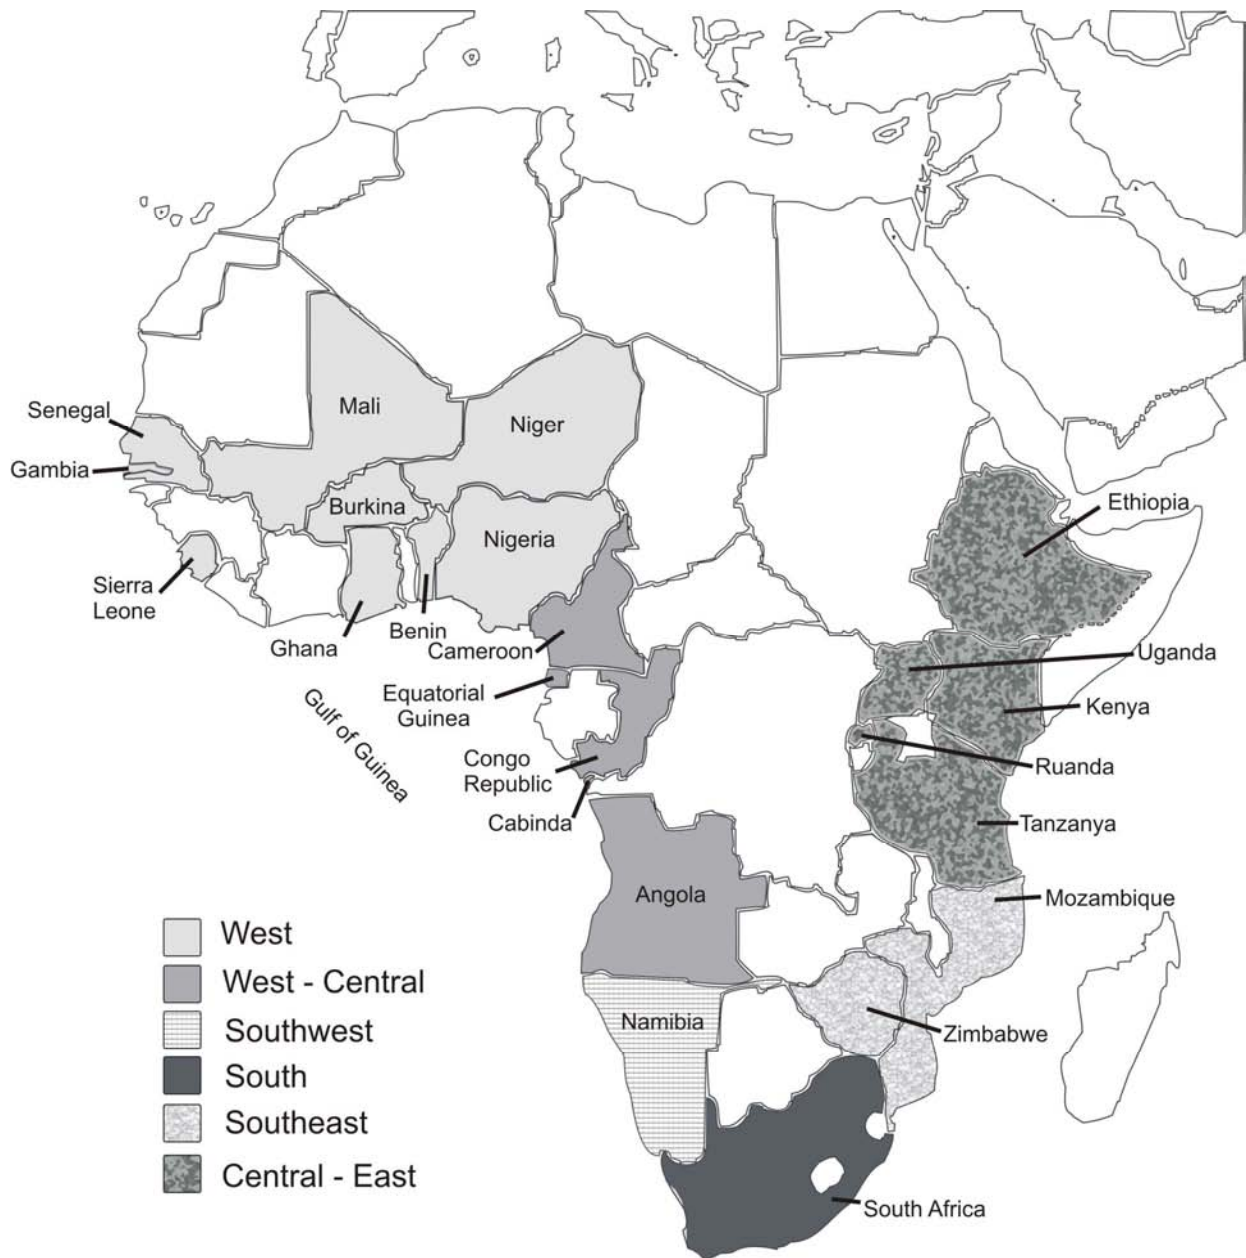 Senegal
Mali
Niger
Gambia
Burkina
Ethiopia
Nigeria
Sierra
Leone
Ghana
Benin
Cameroon
Uganda
Equatorial
Guinea
Kenya
Gulf of Guinea
Congo
Republic
Ruanda
Cabinda
Tanzanya
Angola
Mozambique
West
West - Central
Namibia
Southwest
Zimbabwe
South
Southeast
Central - East
South Africa